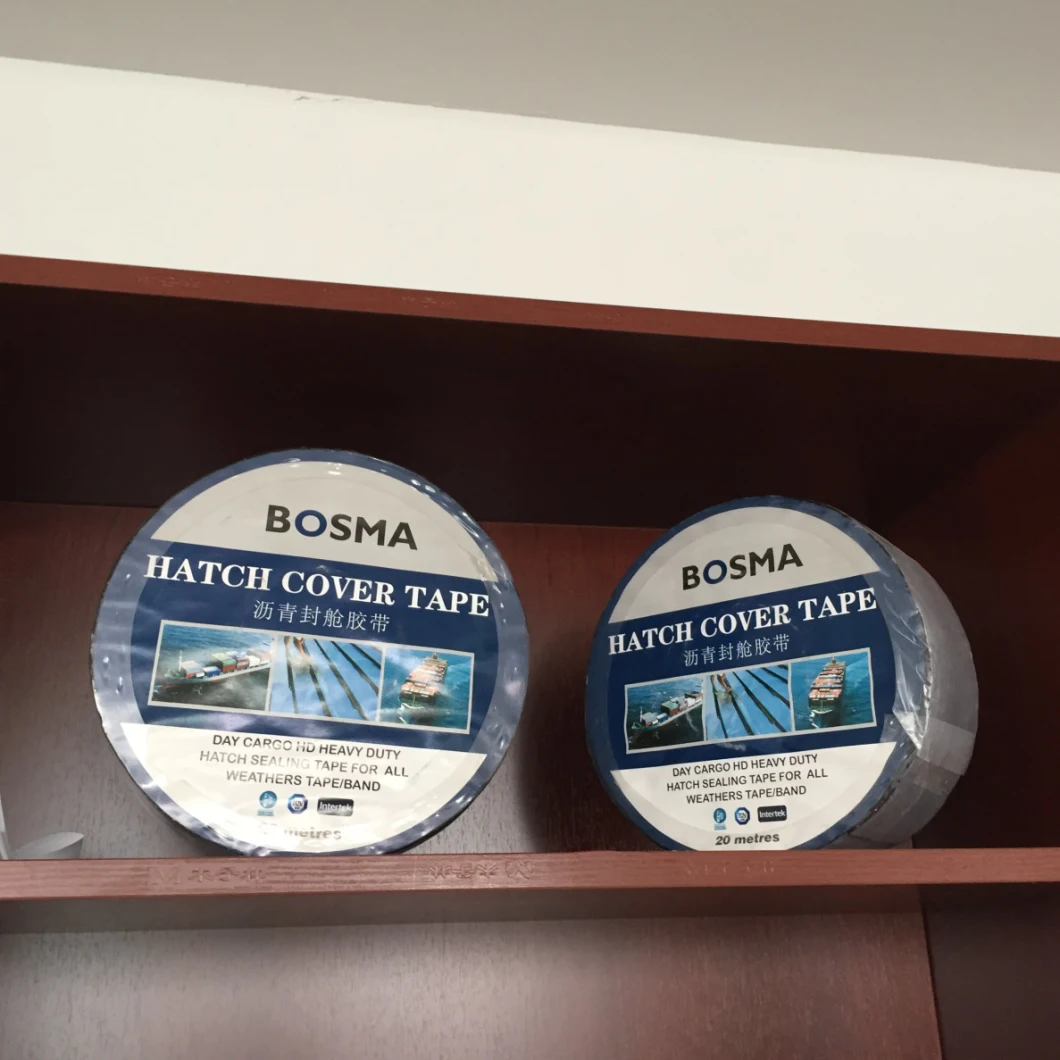 BOSMA
HATCH COVER TAPE
沥青封舱胶带
DAY CARGO HD HEAVY DUTY
HATCH SEALING TAPE FOR ALL
WEATHERS TAPE/BAND
Intertek
metres
BOSMA
HATCH COVER TAPE
沥青封舱胶带
DAY CARGO HD HEAVY DUTY
HATCH SEALING TAPE FOR ALL
WEATHERS TAPE/BAND
Intertek
20 metres